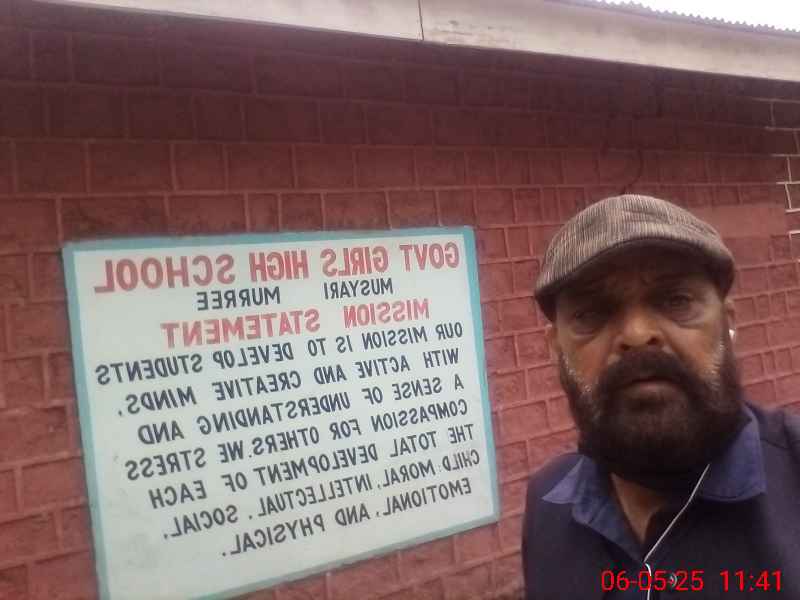 GOVT GIRLS HIGH SCHOOL
MUSYARI MURREE
MISSION STATEMENT
OUR MISSION IS TO DEVELOP STUDENTS
WITH ACTIVE AND CREATIVE MINDS,
A SENSE OF UNDERSTANDING AND
COMPASSION FOR OTHERS. WE STRESS
THE TOTAL DEVELOPMENT OF EACH
CHIL: MORAL, INTELLECTUAL, SOCIAL,
EMOTIONAL, AND PHYSICAL.
06-05-25 11:41